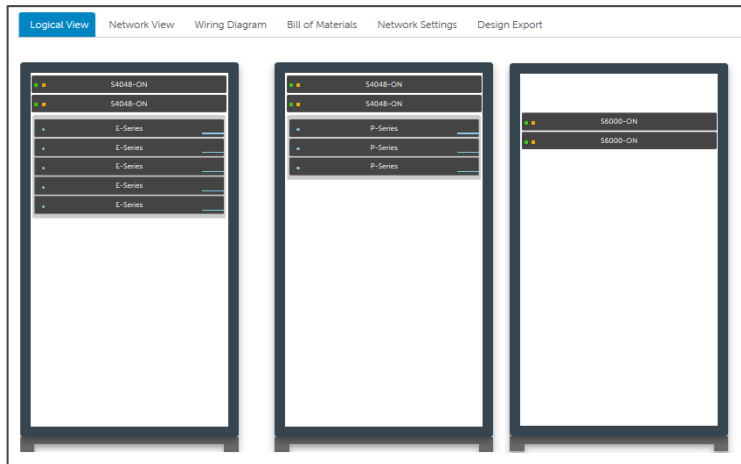 Logical View Network View Wiring Diagram Bill of Materials Network Settings Design Export
S4048-ON
S4048-ON
E-Series
E-Series
E-Series
E-Series
E-Series
S4048-ON
S4048-ON
P-Series
P-Series
P-Series
S6000-ON
S6000-ON